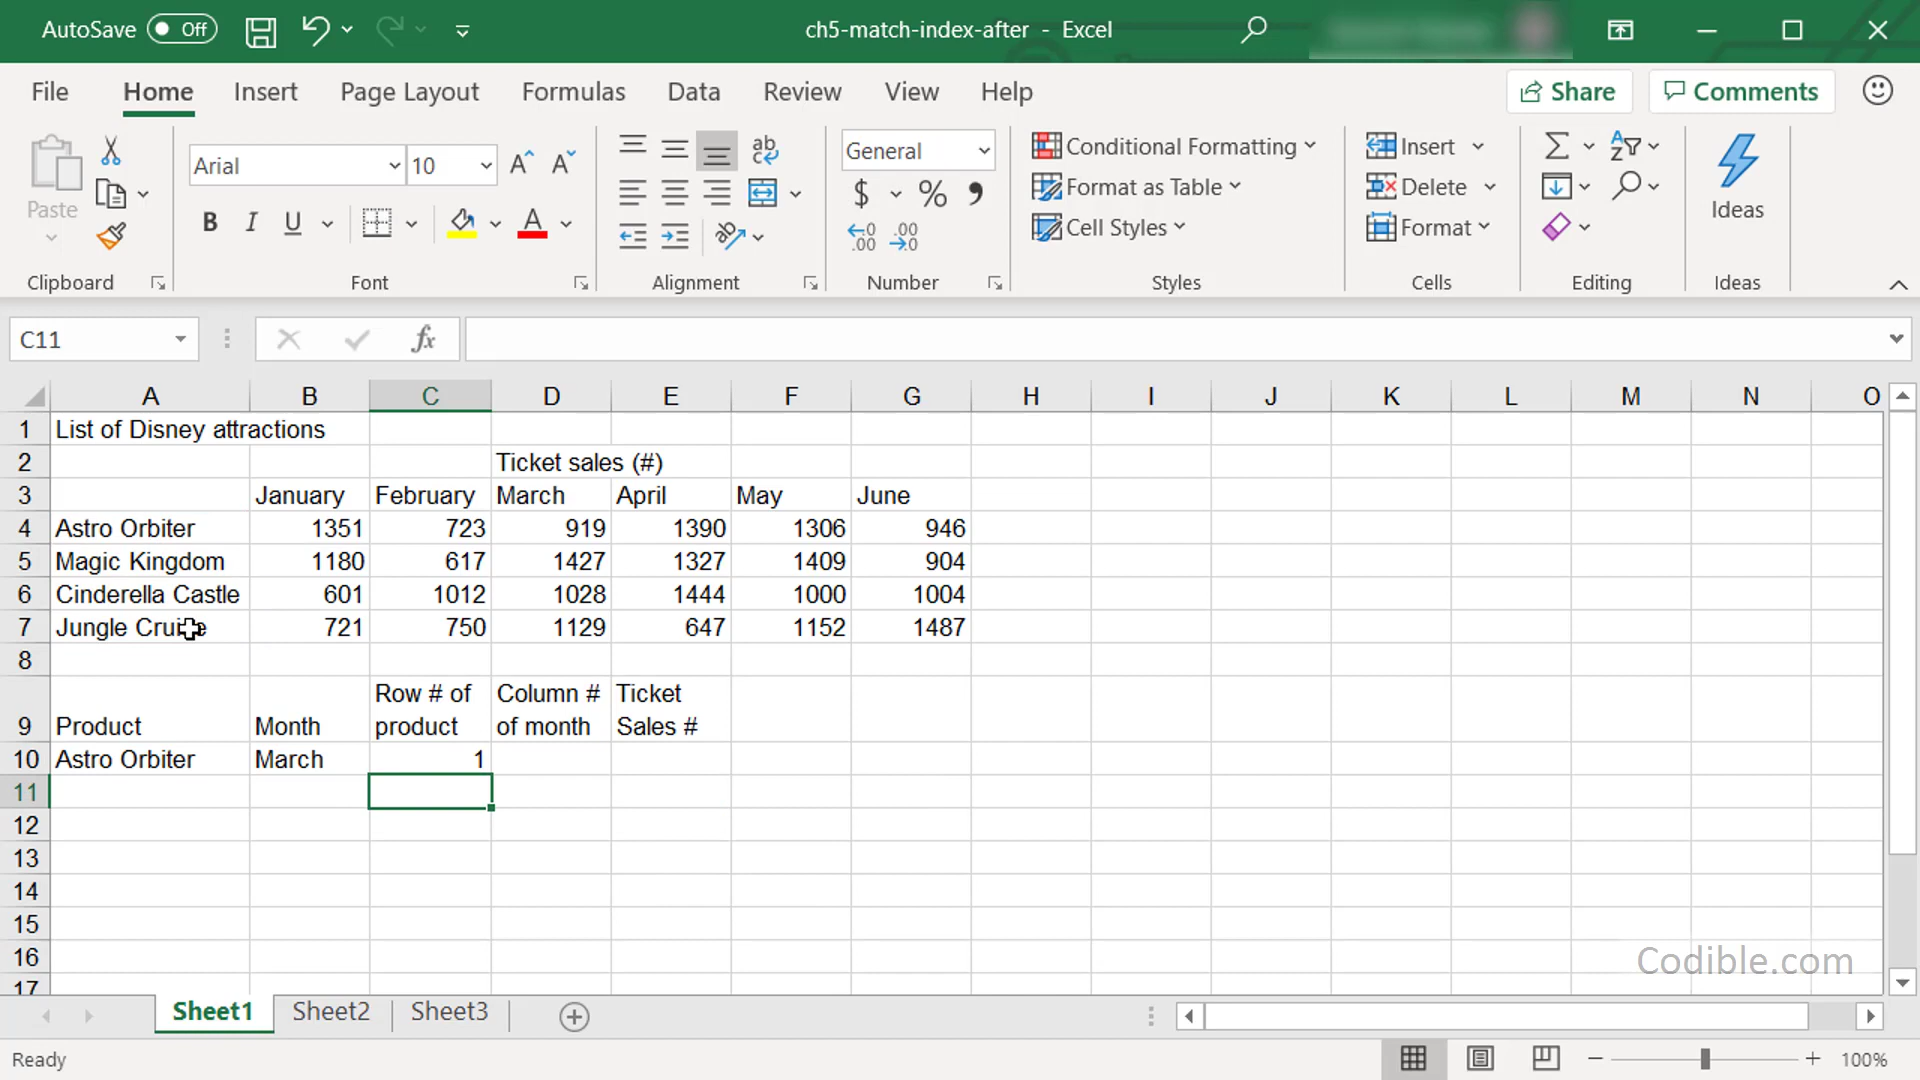 AutoSave Off ch5-match-index-after - Excel
File Home Insert Page Layout Formulas Data Review View Help Share Comments
Paste Arial 10 General Conditional Formatting Insert
Format as Table Delete Ideas
B I U Cell Styles Format
Clipboard Font Alignment Number Styles Cells Editing Ideas
C11 fx
A B C D E F G H I J K L M N O
1 List of Disney attractions
2 Ticket sales (#)
3 January February March April May June
4 Astro Orbiter 1351 723 919 1390 1306 946
5 Magic Kingdom 1180 617 1427 1327 1409 904
6 Cinderella Castle 601 1012 1028 1444 1000 1004
7 Jungle Cruise 721 750 1129 647 1152 1487
8
Row # of Column # Ticket
9 Product Month product of month Sales #
10 Astro Orbiter March 1
11
12
13
14
15
16
Codible.com
17
Sheet1 Sheet2 Sheet3
Ready 100%